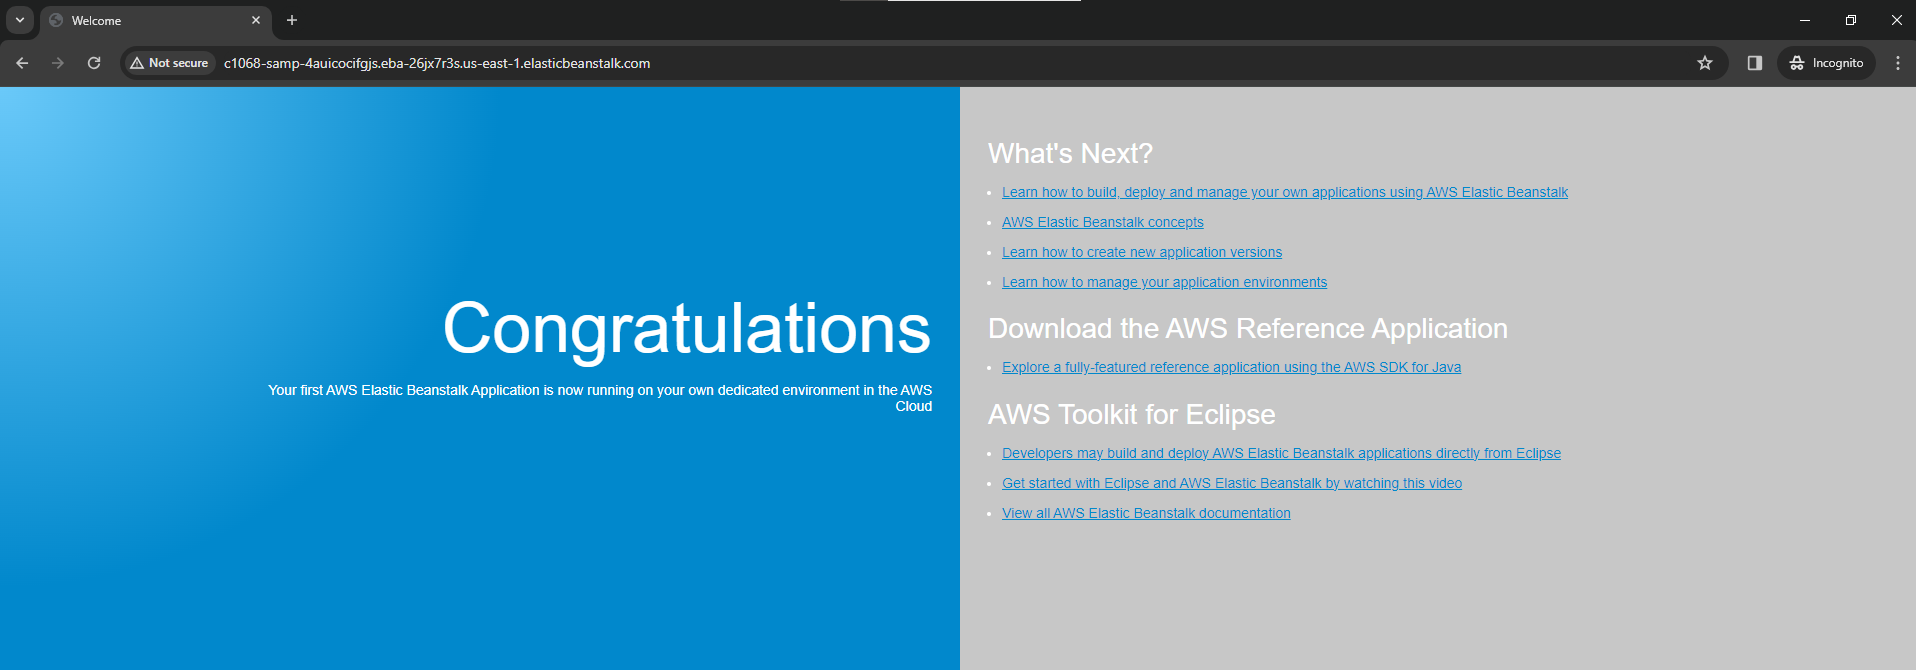 Welcome
Not secure
c1068-samp-4auicocifgjs.eba-26jx7r3s.us-east-1.elasticbeanstalk.com
Incognito
Congratulations
Your first AWS Elastic Beanstalk Application is now running on your own dedicated environment in the AWS
Cloud
What's Next?
Learn how to build, deploy and manage your own applications using AWS Elastic Beanstalk
AWS Elastic Beanstalk concepts
Learn how to create new application versions
Learn how to manage your application environments
Download the AWS Reference Application
Explore a fully-featured reference application using the AWS SDK for Java
AWS Toolkit for Eclipse
Developers may build and deploy AWS Elastic Beanstalk applications directly from Eclipse
Get started with Eclipse and AWS Elastic Beanstalk by watching this video
View all AWS Elastic Beanstalk documentation